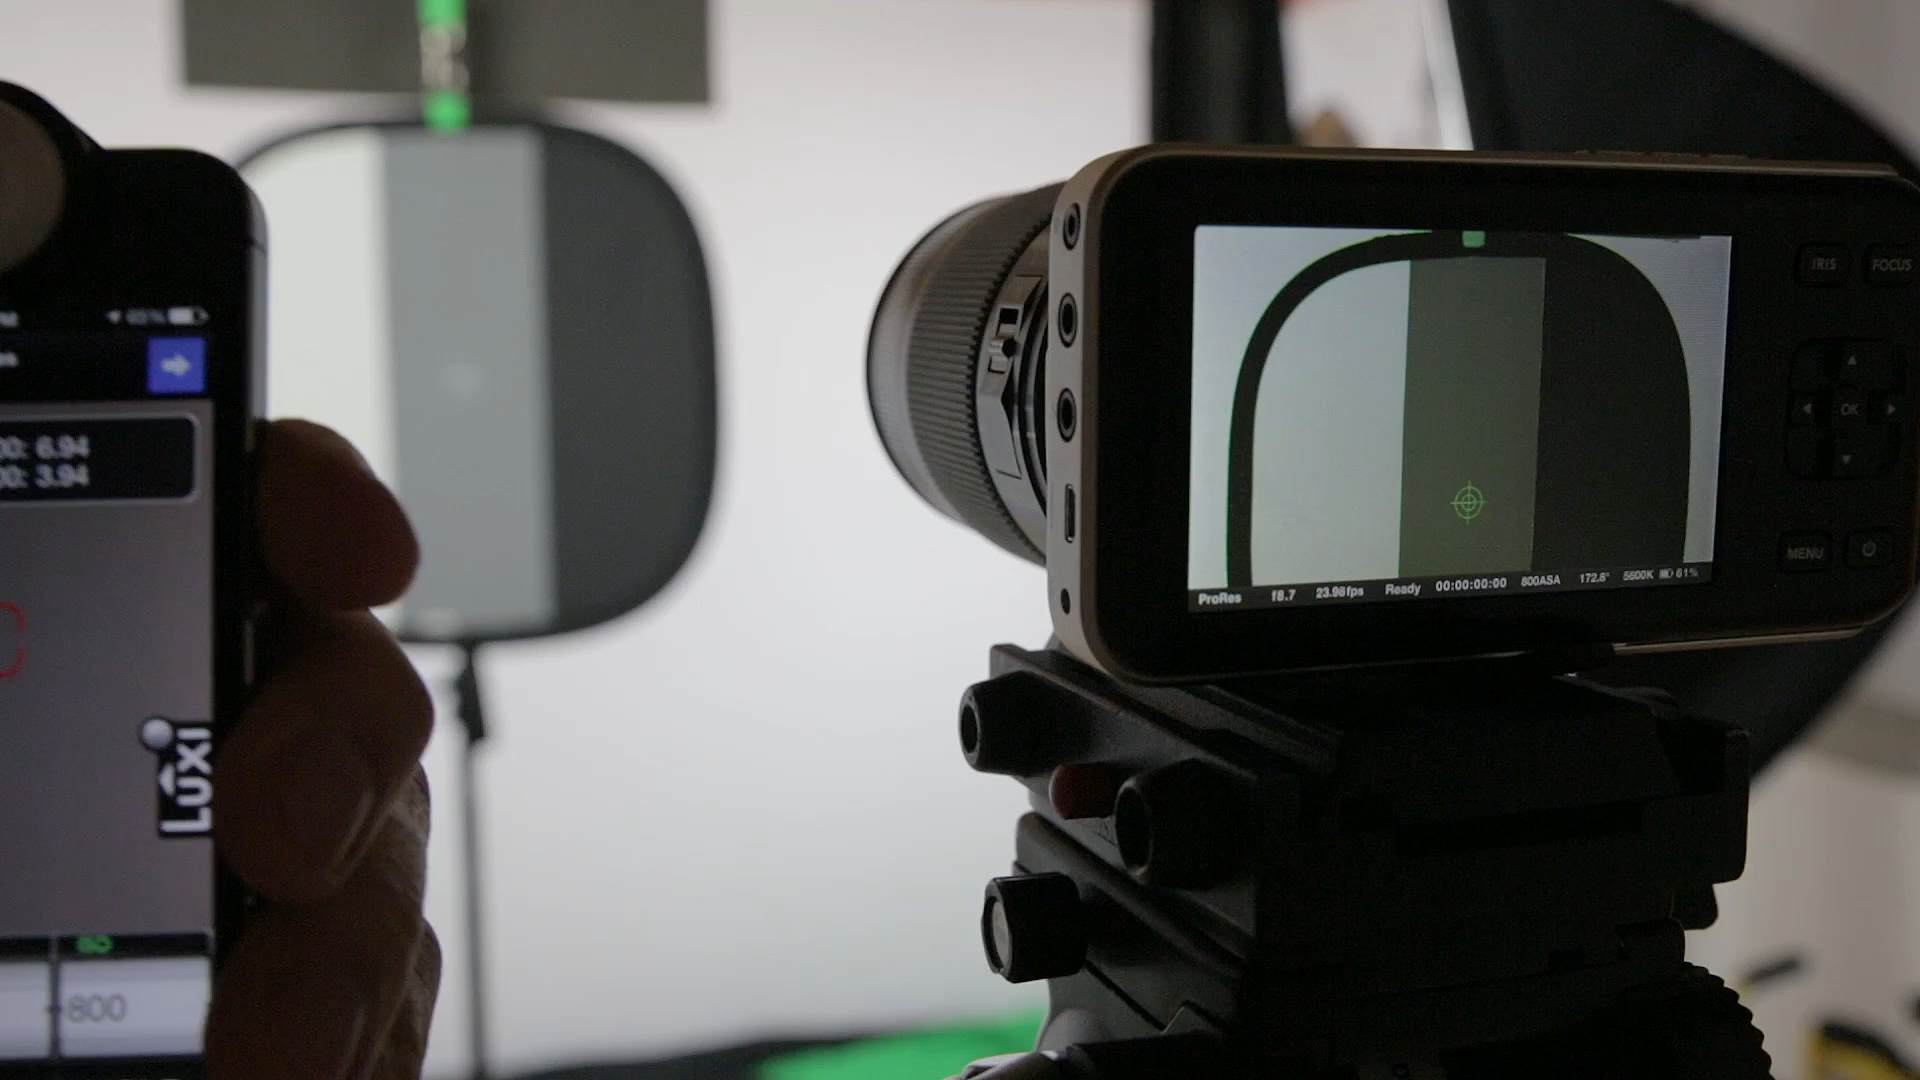 IRIS
FOCUS
00: 6.94
00: 3.94
OK
MENU
ProRes f8.7 23.98fps Ready 00:00:00:00 800ASA 172.8° 5600K 61%
LUXI
800